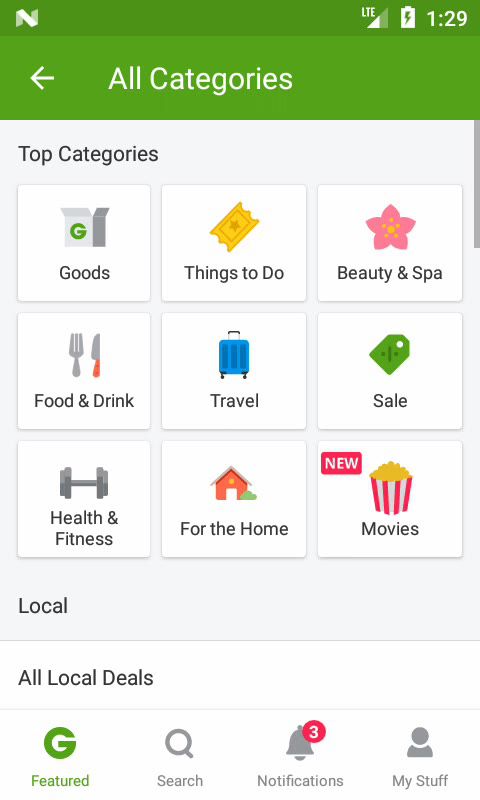 LTE 1:29
All Categories
Top Categories
Goods
Things to Do
Beauty & Spa
Food & Drink
Travel
Sale
Health &
Fitness
For the Home
NEW
Movies
Local
All Local Deals
3
Featured
Search
Notifications
My Stuff